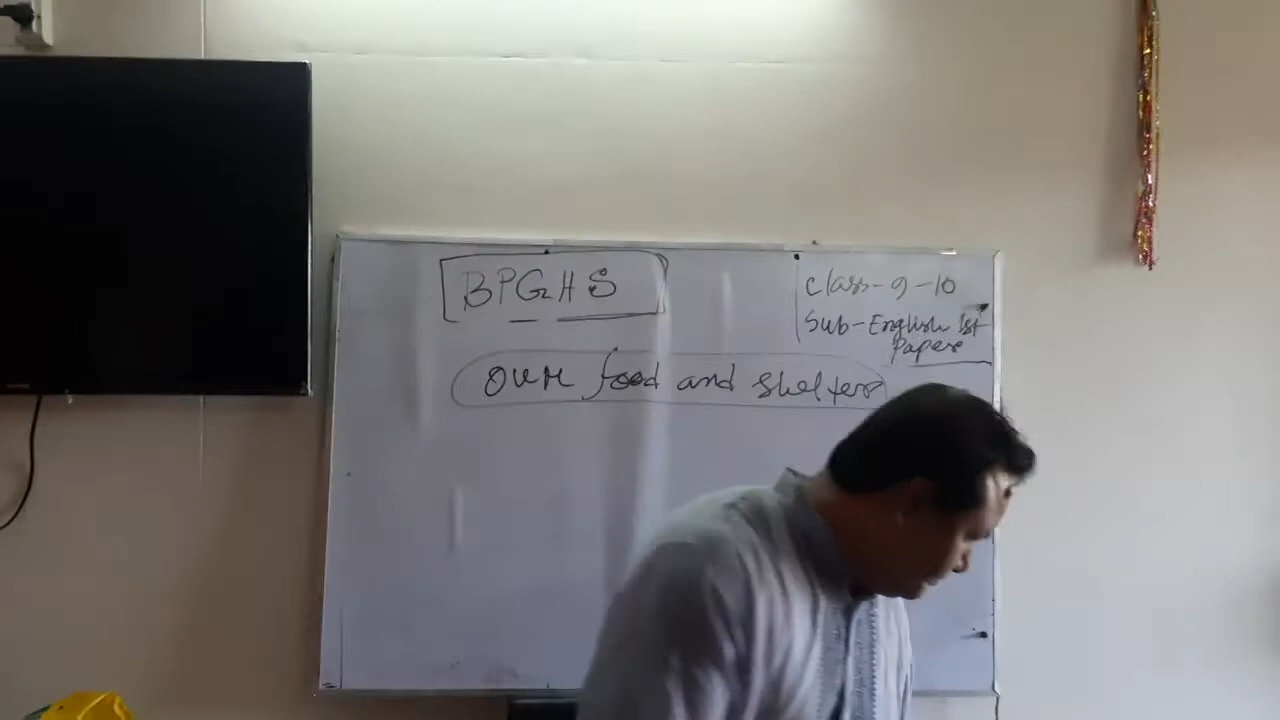 BPGHS
Class-9-10
Sub-English 1st
Paper
our food and shelter